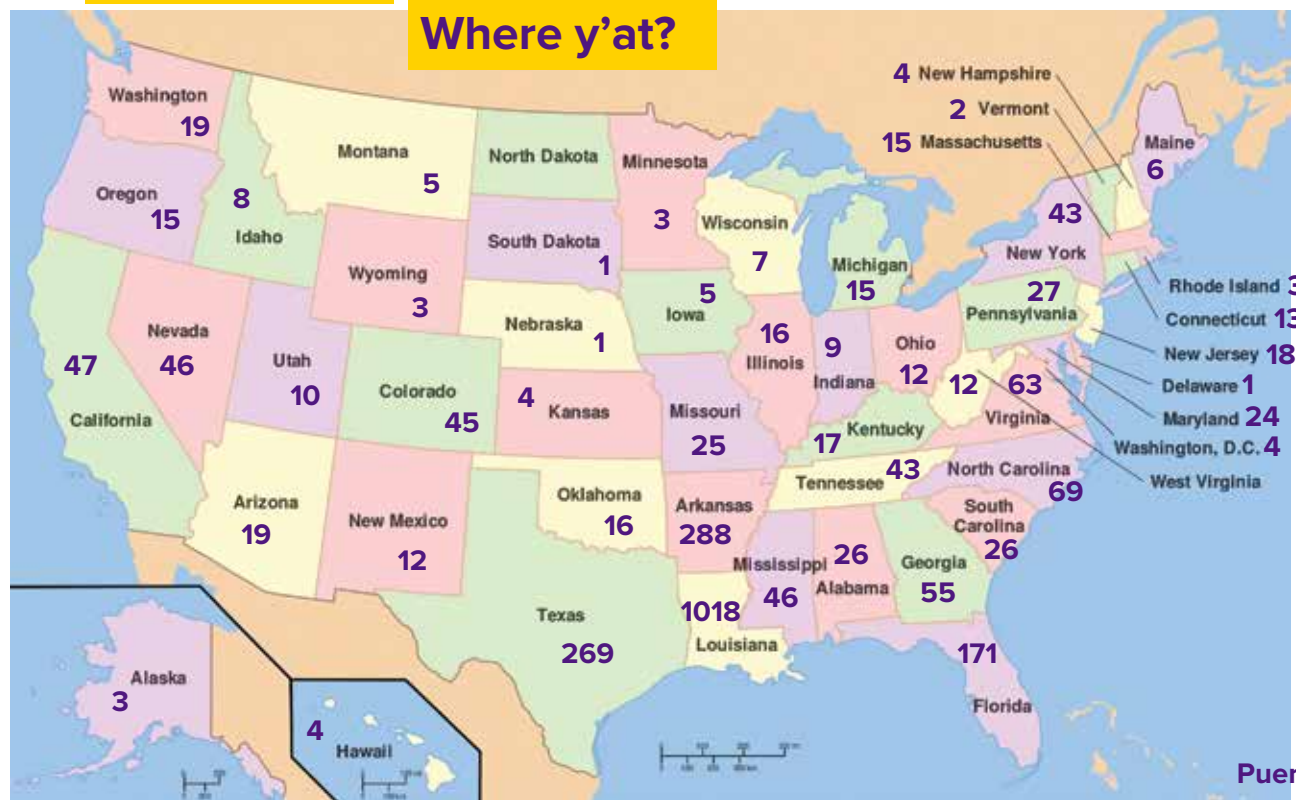 Where y'at?
4 New Hampshire
2 Vermont
15 Massachusetts
Washington
19
Montana
5
North Dakota
Minnesota
3
Maine
6
Oregon
15
8
Idaho
South Dakota
1
Wisconsin
7
Michigan
15
43
New York
Wyoming
3
5
Iowa
27
Pennsylvania
Rhode Island 3
Connecticut 13
New Jersey 18
Delaware 1
Maryland 24
Washington, D.C. 4
West Virginia
Nevada
46
47
California
Utah
10
Nebraska
1
Colorado
45
4
Kansas
16
Illinois
9
Indiana
Ohio
12
12
63
Virginia
Missouri
25
17
Kentucky
Tennessee
43
North Carolina
69
Arizona
19
New Mexico
12
Oklahoma
16
Arkansas
288
South
Carolina
26
Mississippi
46
26
Alabama
Georgia
55
Texas
269
1018
Louisiana
171
Florida
Alaska
3
4
Hawaii
Puer